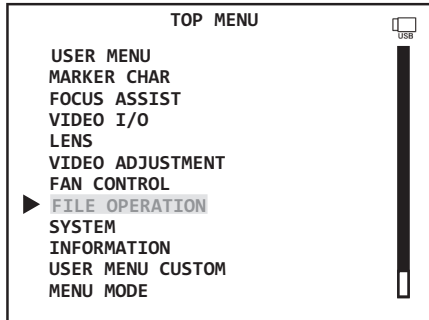 TOP MENU
USB
USER MENU
MARKER CHAR
FOCUS ASSIST
VIDEO I/O
LENS
VIDEO ADJUSTMENT
FAN CONTROL
FILE OPERATION
SYSTEM
INFORMATION
USER MENU CUSTOM
MENU MODE